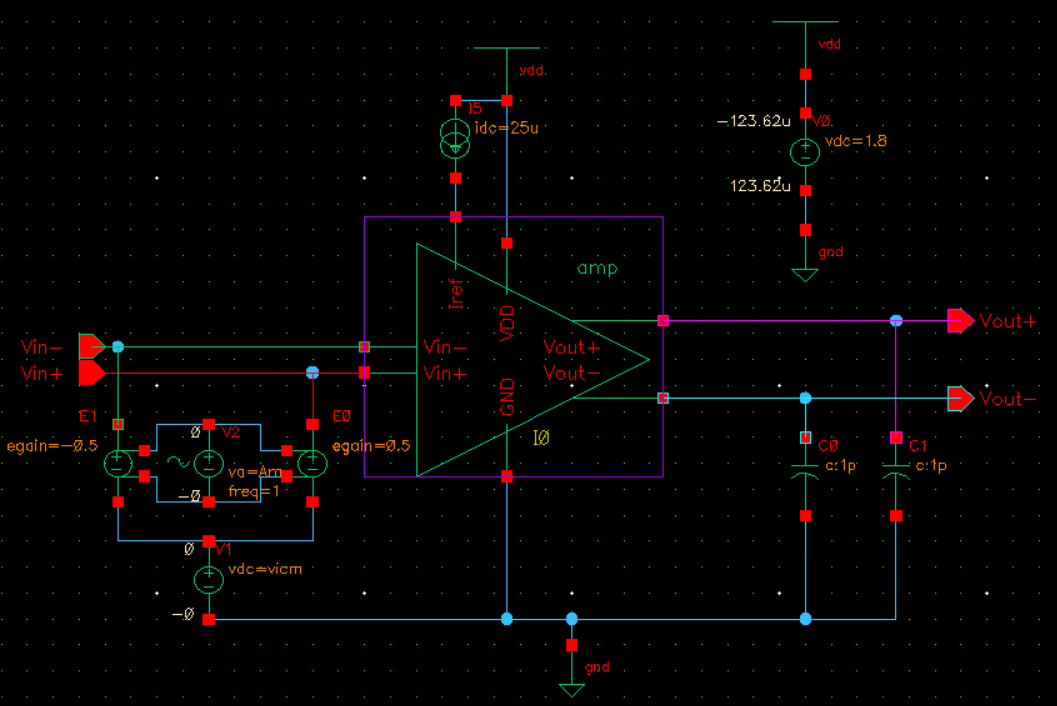 vdd
vdd
I5
idc=25u
-123.62u
V0
vdc=1.8
123.62u
gnd
amp
Iref
VDD
Vin-
Vin-
Vout+
Vout+
Vin+
Vin+
Vout-
Vout-
GND
I0
E1
egain=-0.5
0
V2
va=Am
freq=1
-0
E0
egain=0.5
C0
c:1p
C1
c:1p
0
V1
vdc=vicm
-0
gnd